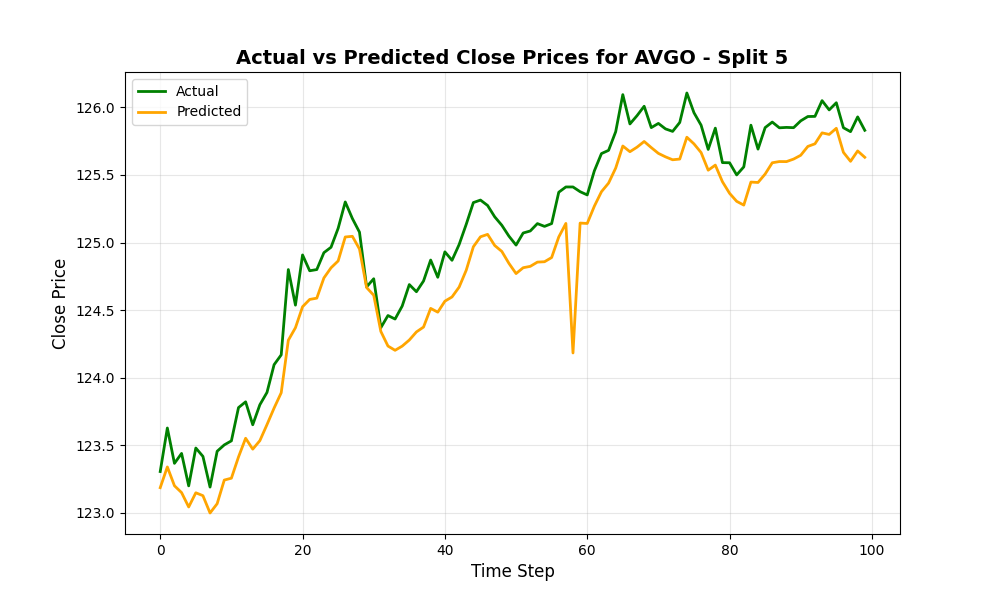 Actual vs Predicted Close Prices for AVGO - Split 5
Actual
Predicted
126.0
125.5
125.0
124.5
124.0
123.5
123.0
Close Price
0 20 40 60 80 100
Time Step